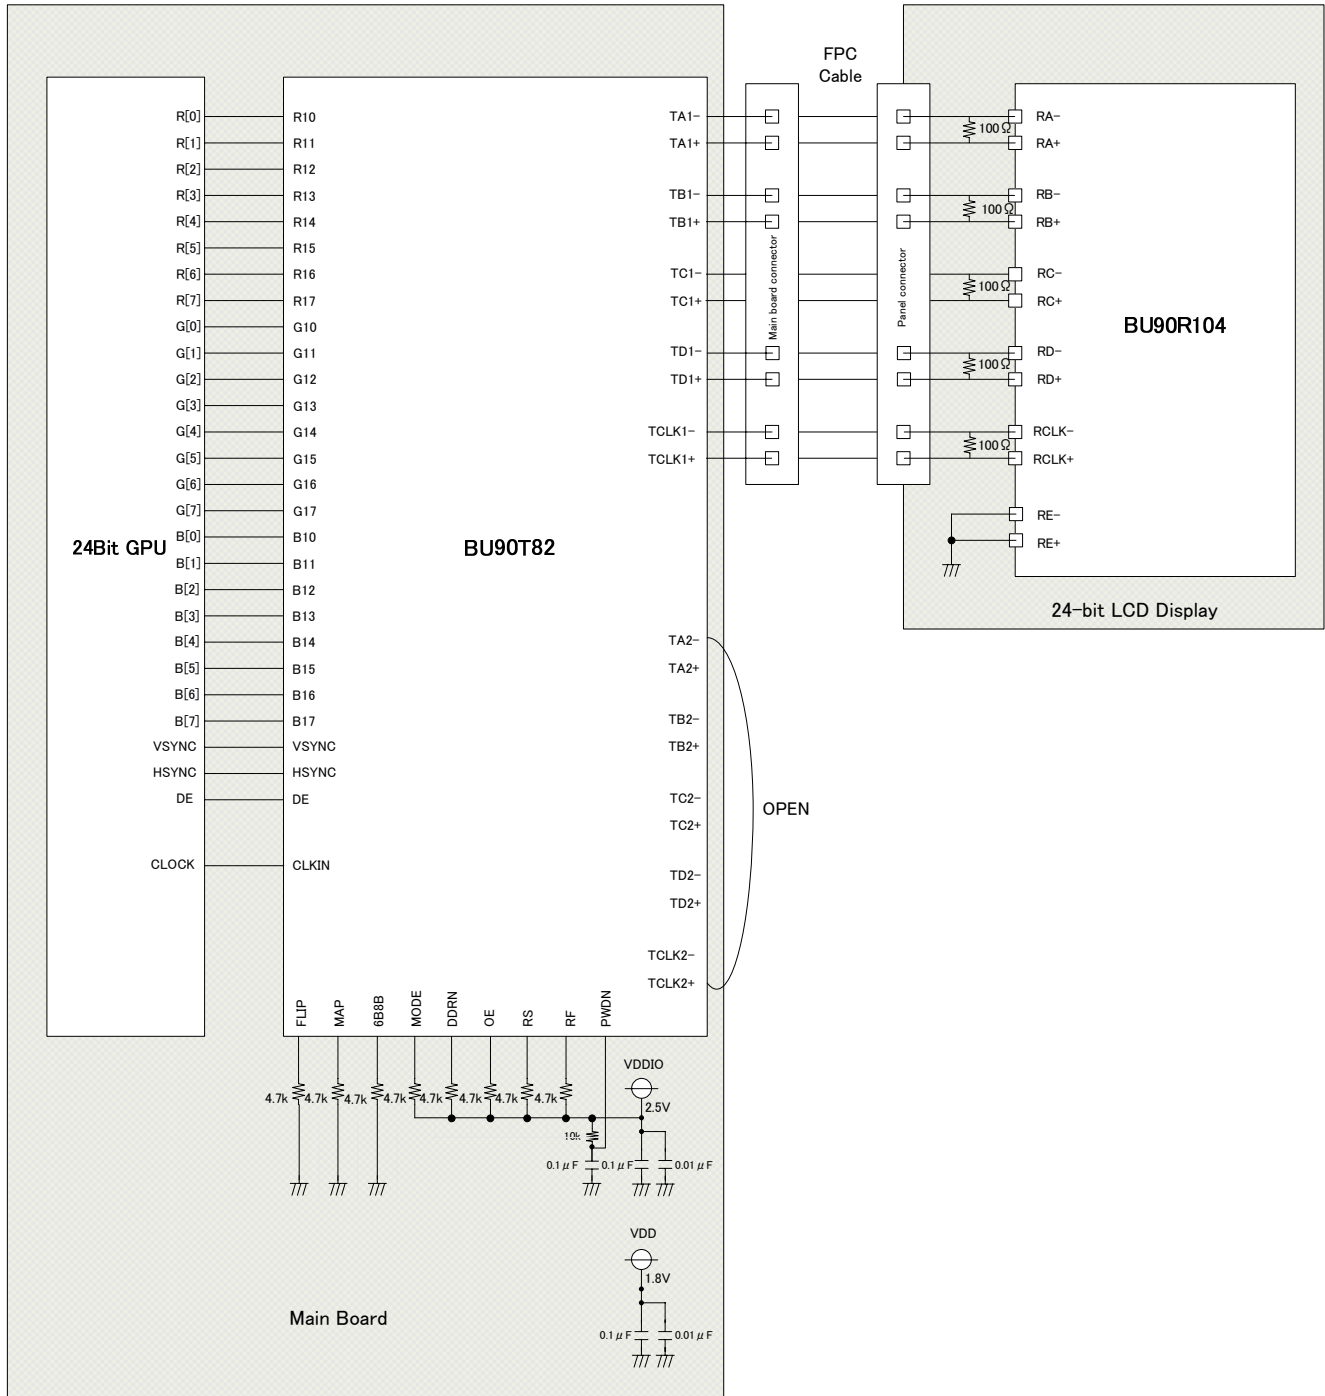 FPC
Cable
R[0] R10 TA1- RA-
100Ω
R[1] R11 TA1+ RA+
R[2] R12
R[3] R13 TB1- RB-
100Ω
R[4] R14 TB1+ RB+
R[5] R15
R[6] R16 TC1- RC-
100Ω
R[7] R17 TC1+ RC+
Main board connector
Panel connector
G[0] G10
BU90R104
G[1] G11 TD1- RD-
100Ω
G[2] G12 TD1+ RD+
G[3] G13
G[4] G14 TCLK1- RCLK-
100Ω
G[5] G15 TCLK1+ RCLK+
G[6] G16
G[7] G17 RE-
B[0] B10 RE+
24Bit GPU
BU90T82
B[1] B11
B[2] B12
24-bit LCD Display
B[3] B13
B[4] B14 TA2-
B[5] B15 TA2+
B[6] B16
B[7] B17 TB2-
VSYNC VSYNC TB2+
HSYNC HSYNC
DE DE TC2-
OPEN
TC2+
CLOCK CLKIN
TD2-
TD2+
TCLK2-
TCLK2+
FLIP MAP 6B8B MODE DDRN OE RS RF PWDN
VDDIO
4.7k 4.7k 4.7k 4.7k 4.7k 4.7k 4.7k 4.7k
2.5V
10k
0.1μF 0.1μF 0.01μF
VDD
1.8V
Main Board
0.1μF 0.01μF